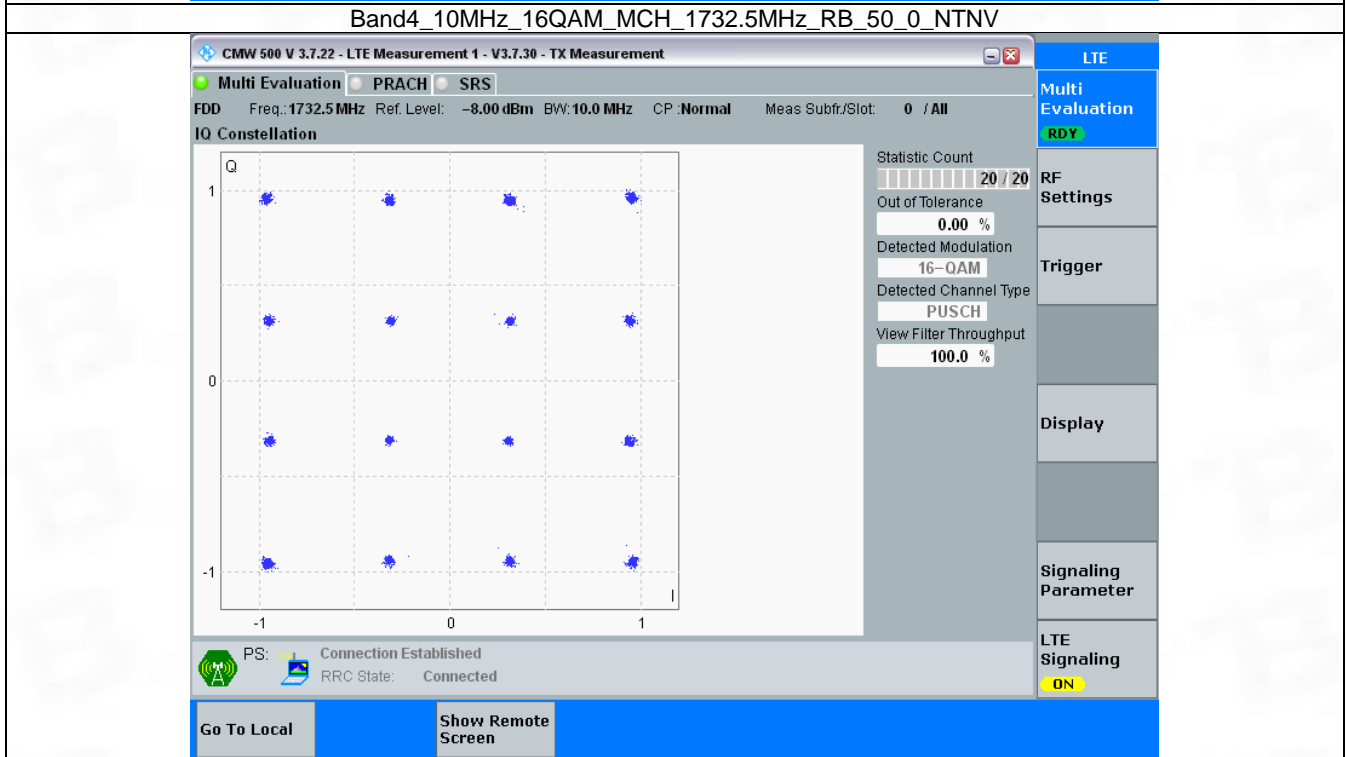 Band4_10MHz_16QAM_MCH_1732.5MHz_RB_50_0_NTNV
CMW 500 V 3.7.22 - LTE Measurement 1 - V3.7.30 - TX Measurement
LTE
Multi Evaluation PRACH SRS
Multi
Evaluation
RDY
FDD Freq.: 1732.5 MHz Ref. Level: -8.00 dBm BW: 10.0 MHz CP :Normal Meas Subfr./Slot: 0 / All
IQ Constellation
Q
1
0
-1
-1 0 1
I
Statistic Count
20 / 20
Out of Tolerance
0.00 %
Detected Modulation
16-QAM
Detected Channel Type
PUSCH
View Filter Throughput
100.0 %
RF
Settings
Trigger
Display
Signaling
Parameter
LTE
Signaling
ON
PS: Connection Established
RRC State: Connected
Go To Local
Show Remote
Screen